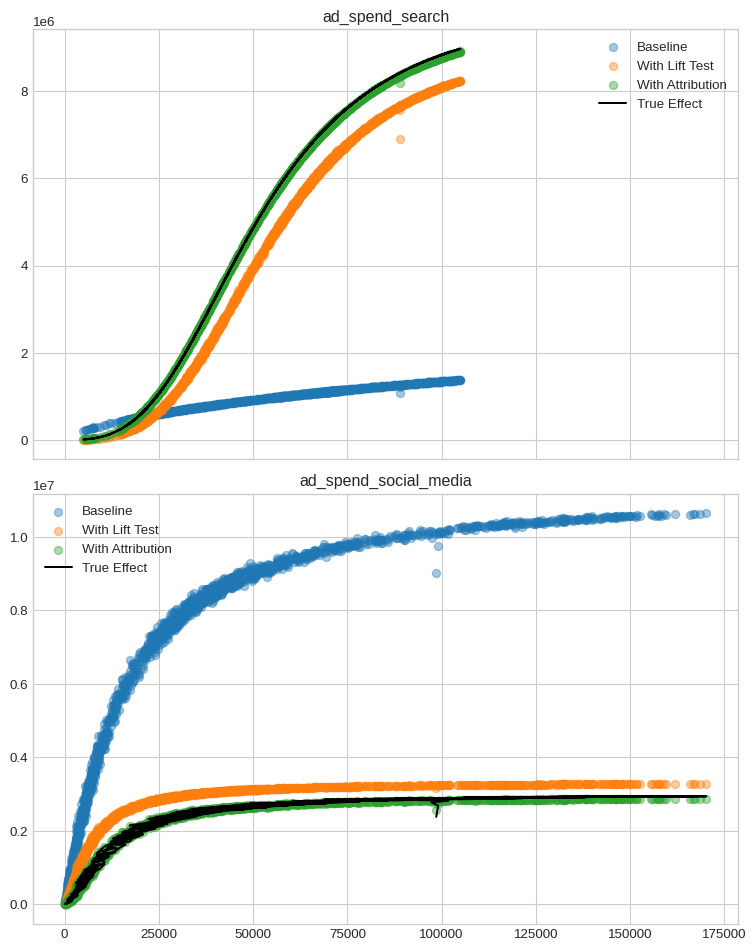 ad_spend_search
1e6
Baseline
With Lift Test
With Attribution
True Effect
8
6
4
2
0
ad_spend_social_media
1e7
Baseline
With Lift Test
With Attribution
True Effect
1.0
0.8
0.6
0.4
0.2
0.0
0 25000 50000 75000 100000 125000 150000 175000